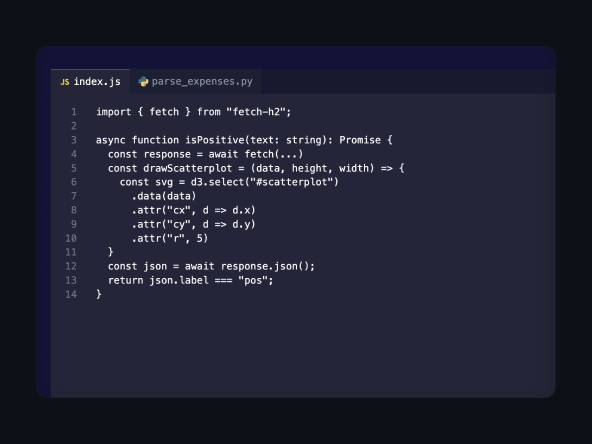 JS index.js parse_expenses.py
1 import { fetch } from "fetch-h2";
2
3 async function isPositive(text: string): Promise {
4 const response = await fetch(...)
5 const drawScatterplot = (data, height, width) => {
6 const svg = d3.select("#scatterplot")
7 .data(data)
8 .attr("cx", d => d.x)
9 .attr("cy", d => d.y)
10 .attr("r", 5)
11 }
12 const json = await response.json();
13 return json.label === "pos";
14 }